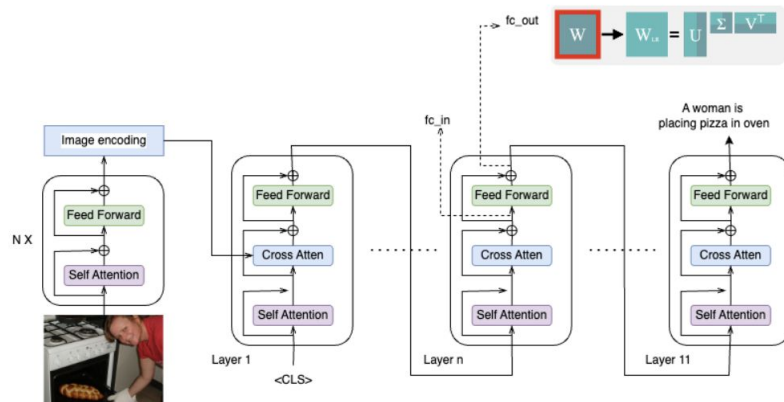 fc_out
W
W_LR
=
U
Σ
V^T
fc_in
A woman is
placing pizza in oven
Image encoding
N X
Feed Forward
Self Attention
Feed Forward
Cross Atten
Self Attention
Layer 1
<CLS>
Feed Forward
Cross Atten
Self Attention
Layer n
Feed Forward
Cross Atten
Self Attention
Layer 11